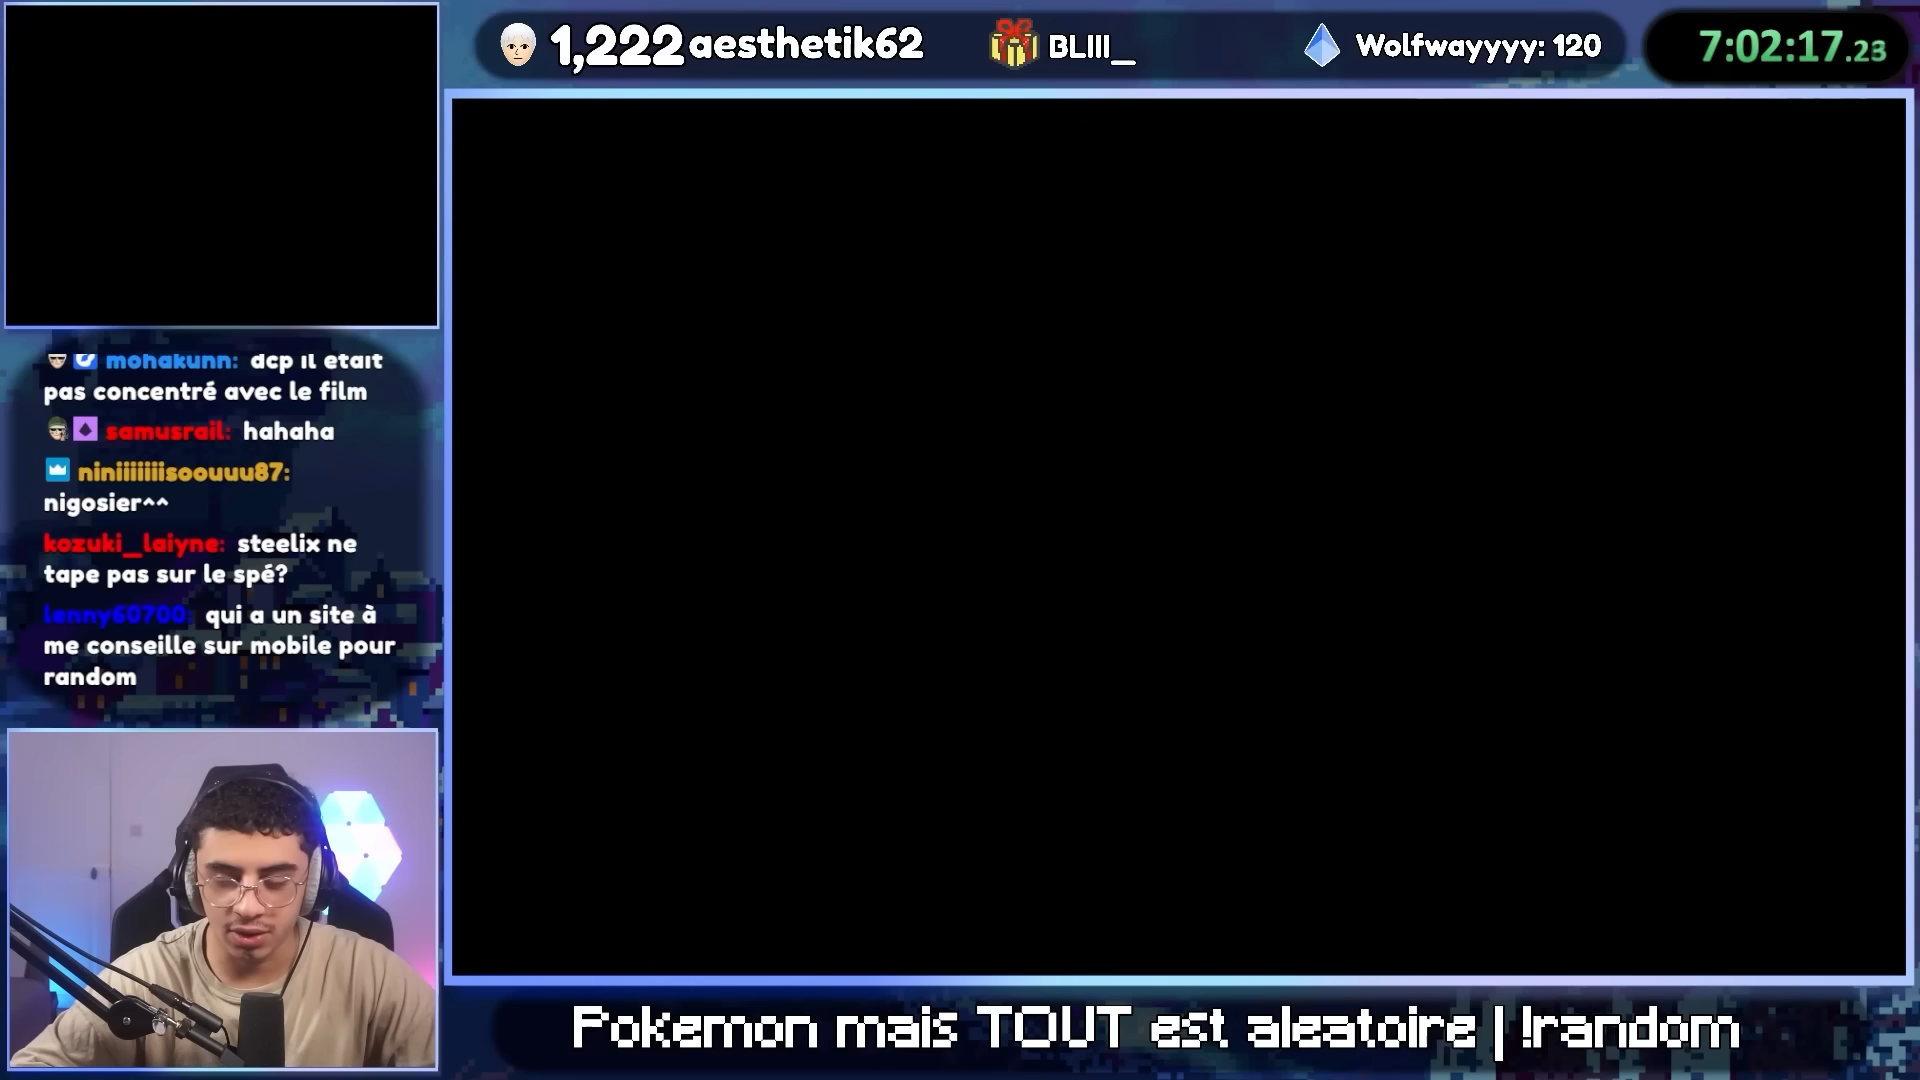 1,222 aesthetik62
BLIII_
Wolfwayyyy: 120
7:02:17.23
mohakunn: dcp il était
pas concentré avec le film
samusrail: hahaha
niniiiiiiisoouuu87:
nigosier^^
kozuki_laiyne: steelix ne
tape pas sur le spé?
lenny60700: qui a un site à
me conseille sur mobile pour
random
Pokemon mais TOUT est aleatoire | !random